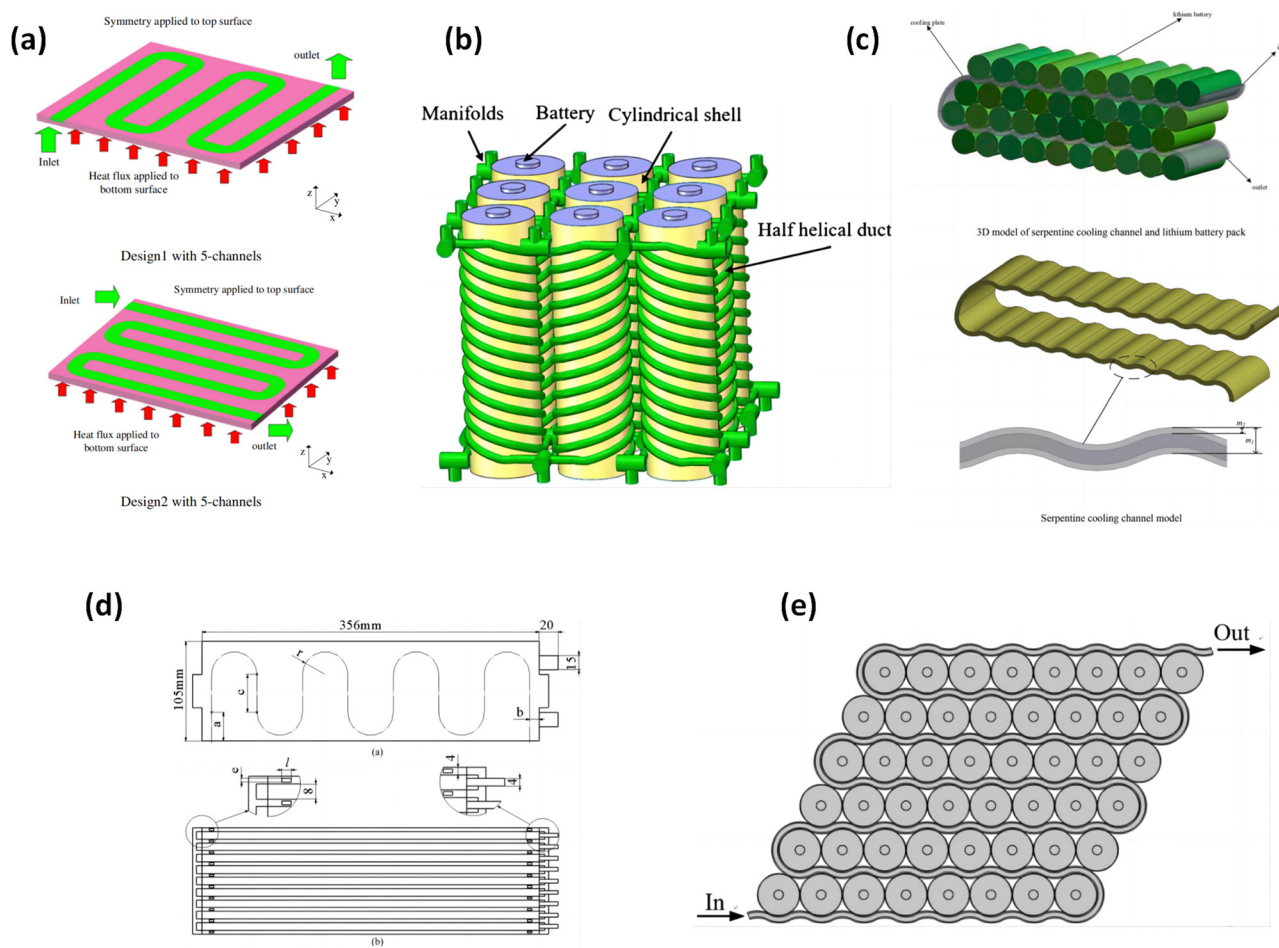 (a)
Symmetry applied to top surface
outlet
Inlet
Heat flux applied to
bottom surface
z
y
x
Design1 with 5-channels
Inlet
Symmetry applied to top surface
Heat flux applied to
bottom surface
outlet
z
y
x
Design2 with 5-channels
(b)
Manifolds
Battery
Cylindrical shell
Half helical duct
(c)
lithium battery
cooling plate
outlet
3D model of serpentine cooling channel and lithium battery pack
m₂
m₁
Serpentine cooling channel model
(d)
356mm
20
15
105mm
r
c
a
b
(a)
e
l
8
4
4
(b)
(e)
Out
In